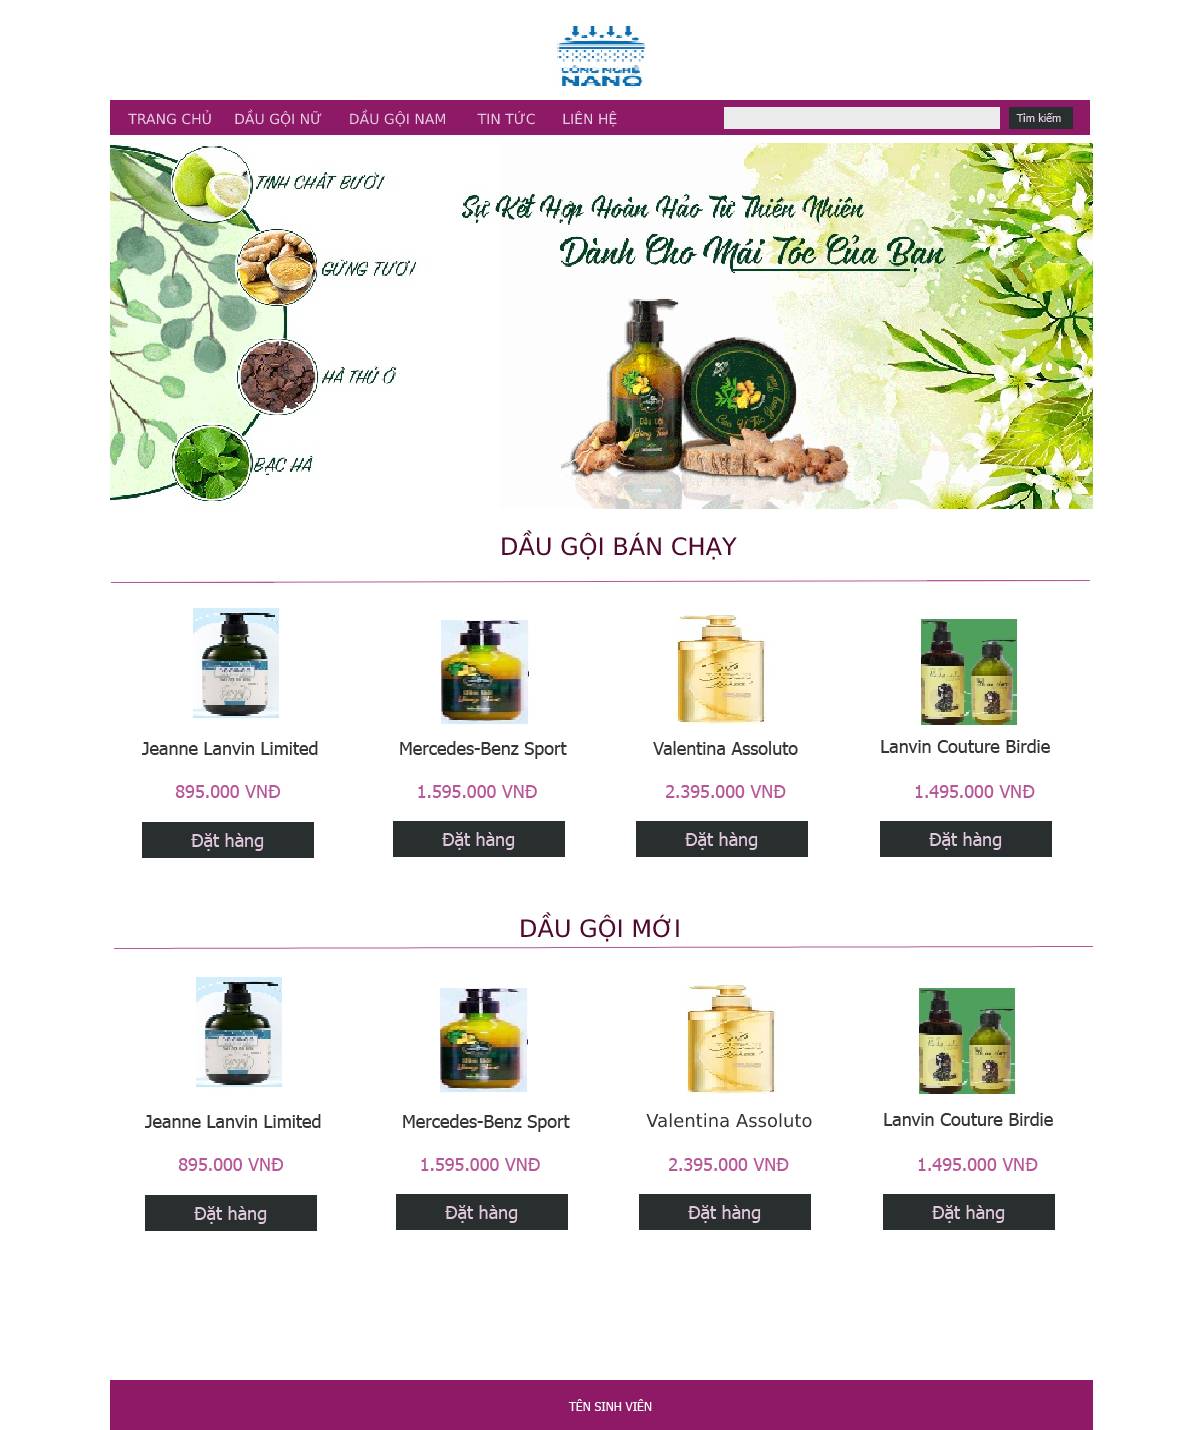 CÔNG NGHỆ
NANO
TRANG CHỦ DẦU GỘI NỮ DẦU GỘI NAM TIN TỨC LIÊN HỆ Tìm kiếm
TINH CHẤT BƯỞI
Sự Kết Hợp Hoàn Hảo Từ Thiên Nhiên
Dành Cho Mái Tóc Của Bạn
GỪNG TƯƠI
HÀ THỦ Ô
BẠC HÀ
DẦU GỘI BÁN CHẠY
Jeanne Lanvin Limited Mercedes-Benz Sport Valentina Assoluto Lanvin Couture Birdie
895.000 VNĐ 1.595.000 VNĐ 2.395.000 VNĐ 1.495.000 VNĐ
Đặt hàng Đặt hàng Đặt hàng Đặt hàng
DẦU GỘI MỚI
Jeanne Lanvin Limited Mercedes-Benz Sport Valentina Assoluto Lanvin Couture Birdie
895.000 VNĐ 1.595.000 VNĐ 2.395.000 VNĐ 1.495.000 VNĐ
Đặt hàng Đặt hàng Đặt hàng Đặt hàng
TÊN SINH VIÊN